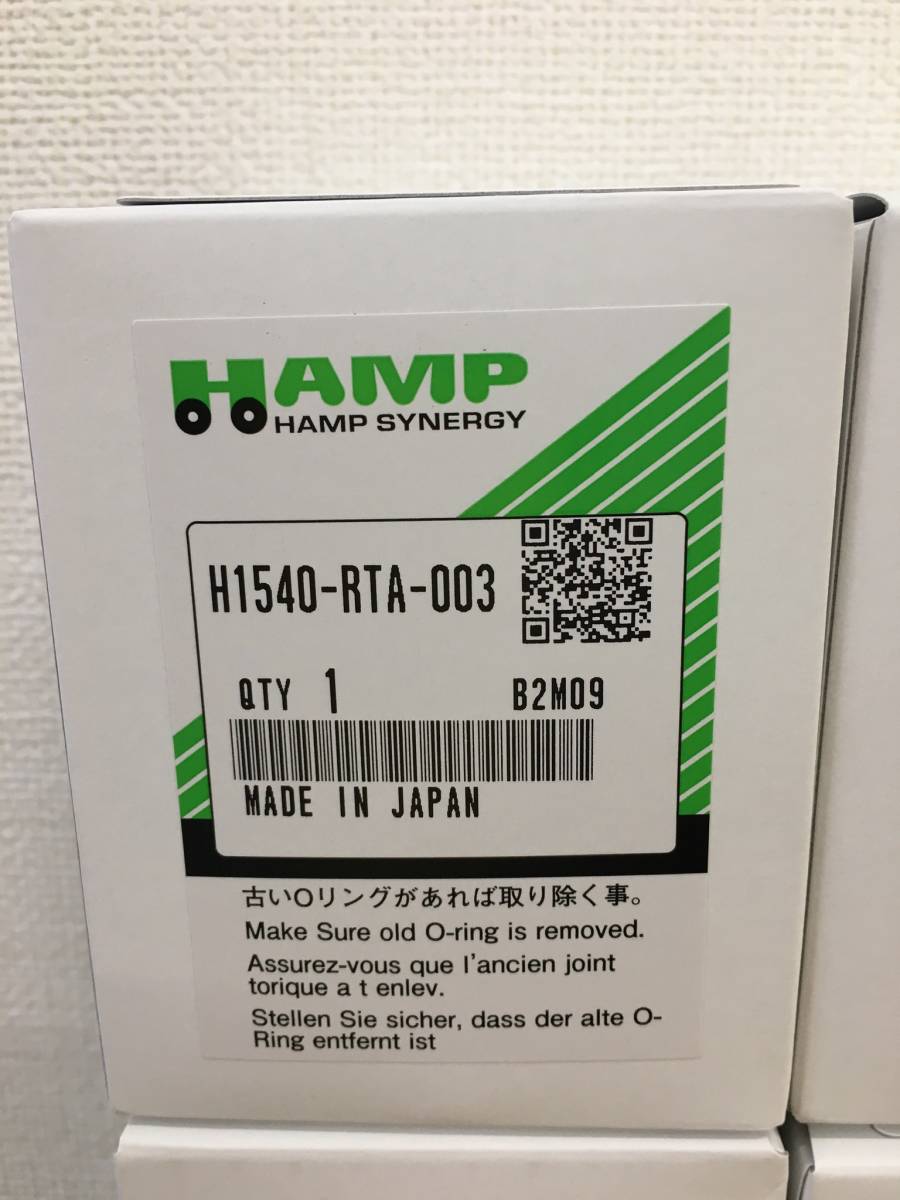 HAMP
HAMP SYNERGY
H1540-RTA-003
QTY 1 B2M09
MADE IN JAPAN
古いOリングがあれば取り除く事。
Make Sure old O-ring is removed.
Assurez-vous que l'ancien joint
torique a t enlev.
Stellen Sie sicher, dass der alte O-
Ring entfernt ist